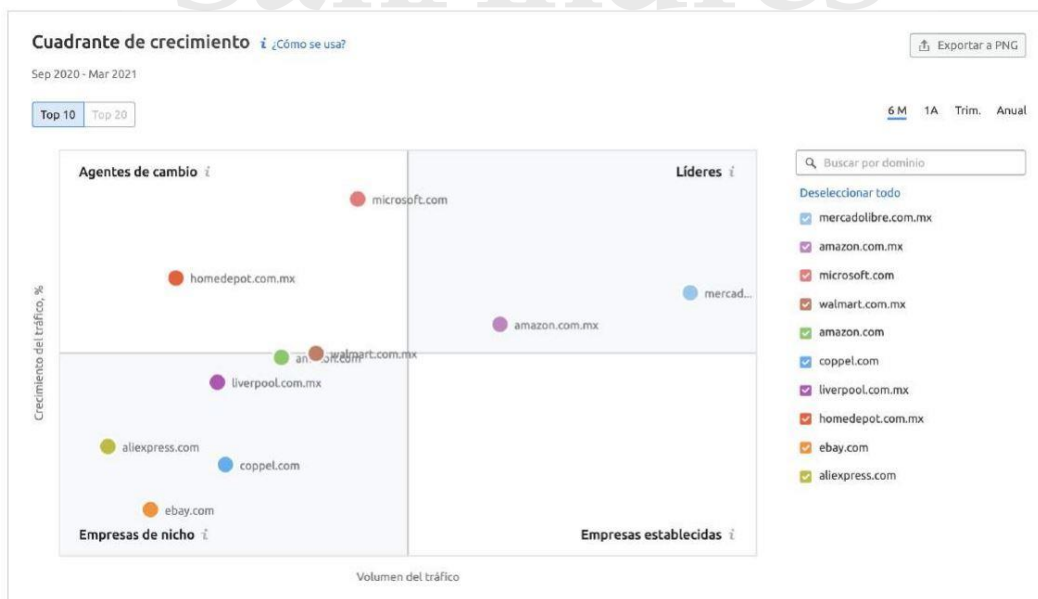 Cuadrante de crecimiento i ¿Cómo se usa?
Exportar a PNG
Sep 2020 - Mar 2021
Top 10 Top 20
6 M 1A Trim. Anual
Agentes de cambio i
Líderes i
microsoft.com
homedepot.com.mx
mercad...
amazon.com.mx
walmart.com.mx
liverpool.com.mx
aliexpress.com
coppel.com
ebay.com
Empresas de nicho i
Empresas establecidas i
Crecimiento del tráfico, %
Volumen del tráfico
Buscar por dominio
Deseleccionar todo
mercadolibre.com.mx
amazon.com.mx
microsoft.com
walmart.com.mx
amazon.com
coppel.com
liverpool.com.mx
homedepot.com.mx
ebay.com
aliexpress.com